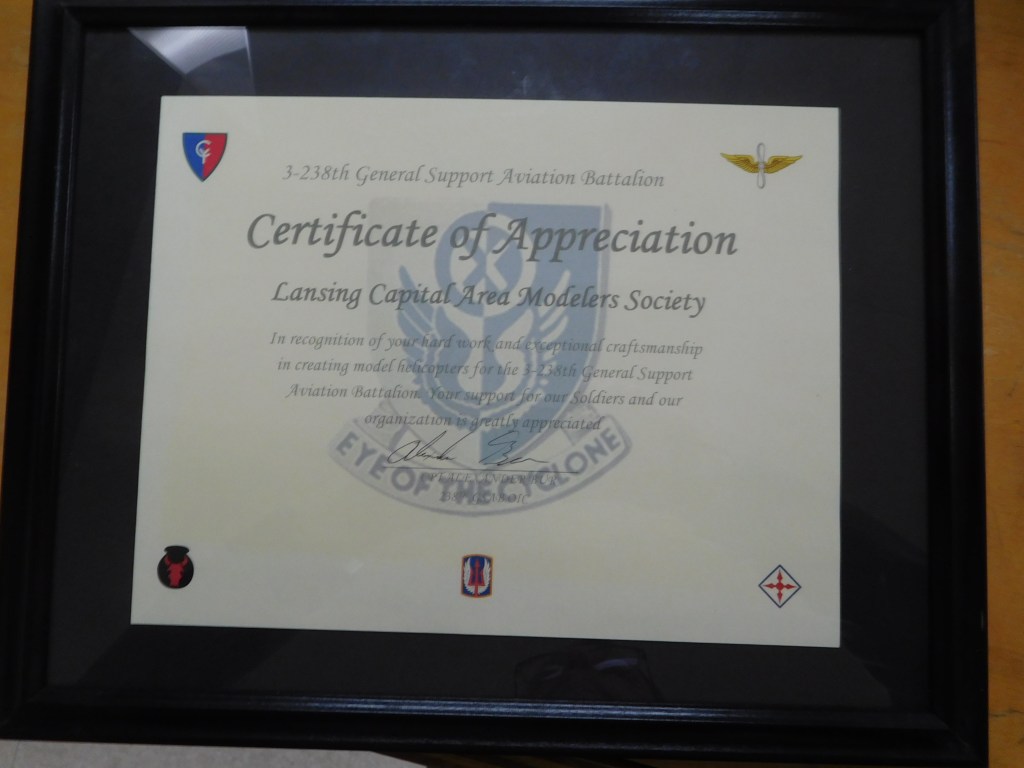 3-238th General Support Aviation Battalion
Certificate of Appreciation
Lansing Capital Area Modelers Society
In recognition of your hard work and exceptional craftsmanship
in creating model helicopters for the 3-238th General Support
Aviation Battalion. Your support for our Soldiers and our
organization is greatly appreciated
EYE OF THE CYCLONE